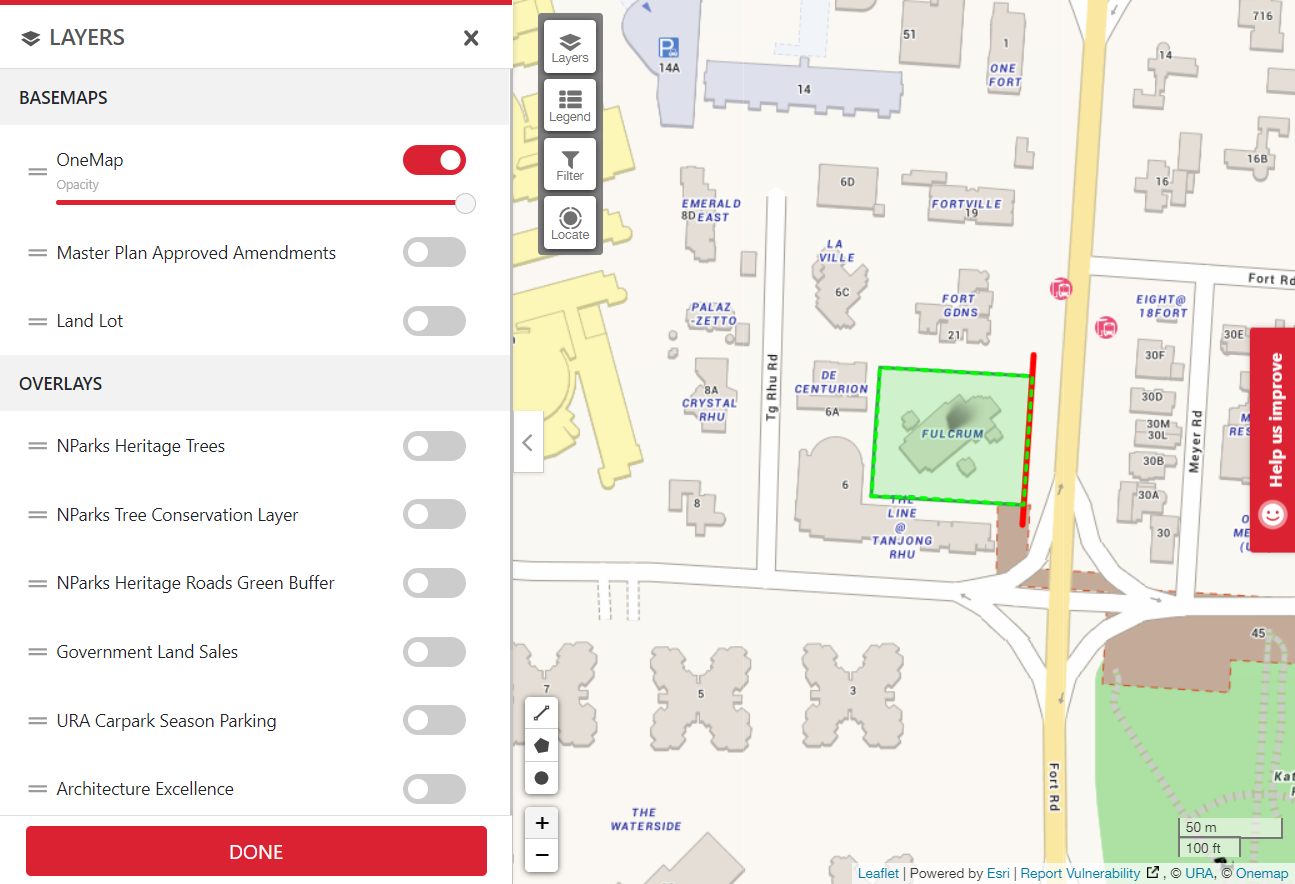 LAYERS
BASEMAPS
OneMap
Opacity
Master Plan Approved Amendments
Land Lot
OVERLAYS
NParks Heritage Trees
NParks Tree Conservation Layer
NParks Heritage Roads Green Buffer
Government Land Sales
URA Carpark Season Parking
Architecture Excellence
DONE
Layers
Legend
Filter
Locate
P
14A
14
51
1
ONE
FORT
716
14
16B
16
6D
FORTVILLE
19
EMERALD
8D EAST
LA
VILLE
6C
FORT
GDNS
21
PALAZ
-ZETTO
Tg Rhu Rd
DE
CENTURION
6A
8A
CRYSTAL
RHU
FULCRUM
6
8
THE
LINE
@
TANJONG
RHU
Fort Rd
EIGHT@
18FORT
30E
30F
30D
30M
30L
30B
30A
30
Meyer Rd
Help us improve
45
7
5
3
Fort Rd
THE
WATERSIDE
+
−
50 m
100 ft
Leaflet | Powered by Esri | Report Vulnerability , © URA, © Onemap